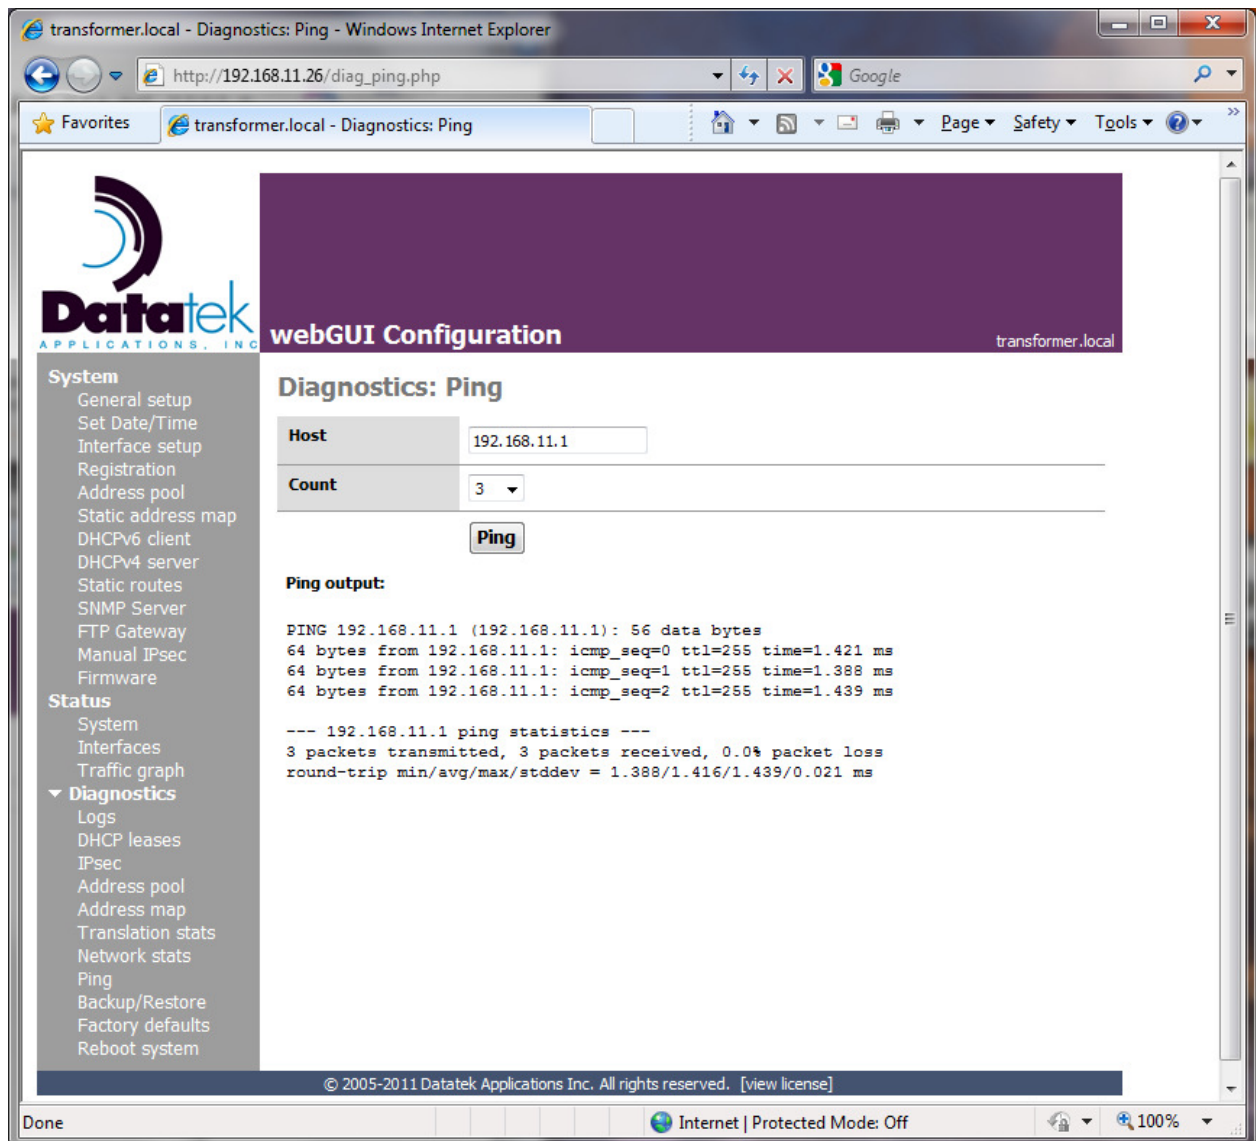 transformer.local - Diagnostics: Ping - Windows Internet Explorer
http://192.168.11.26/diag_ping.php
Google
Favorites
transformer.local - Diagnostics: Ping
Page
Safety
Tools
Datatek
APPLICATIONS, INC
webGUI Configuration
transformer.local
System
General setup
Set Date/Time
Interface setup
Registration
Address pool
Static address map
DHCPv6 client
DHCPv4 server
Static routes
SNMP Server
FTP Gateway
Manual IPsec
Firmware
Status
System
Interfaces
Traffic graph
Diagnostics
Logs
DHCP leases
IPsec
Address pool
Address map
Translation stats
Network stats
Ping
Backup/Restore
Factory defaults
Reboot system
Diagnostics: Ping
Host
192.168.11.1
Count
3
Ping
Ping output:
PING 192.168.11.1 (192.168.11.1): 56 data bytes
64 bytes from 192.168.11.1: icmp_seq=0 ttl=255 time=1.421 ms
64 bytes from 192.168.11.1: icmp_seq=1 ttl=255 time=1.388 ms
64 bytes from 192.168.11.1: icmp_seq=2 ttl=255 time=1.439 ms
--- 192.168.11.1 ping statistics ---
3 packets transmitted, 3 packets received, 0.0% packet loss
round-trip min/avg/max/stddev = 1.388/1.416/1.439/0.021 ms
© 2005-2011 Datatek Applications Inc. All rights reserved. [view license]
Done
Internet | Protected Mode: Off
100%